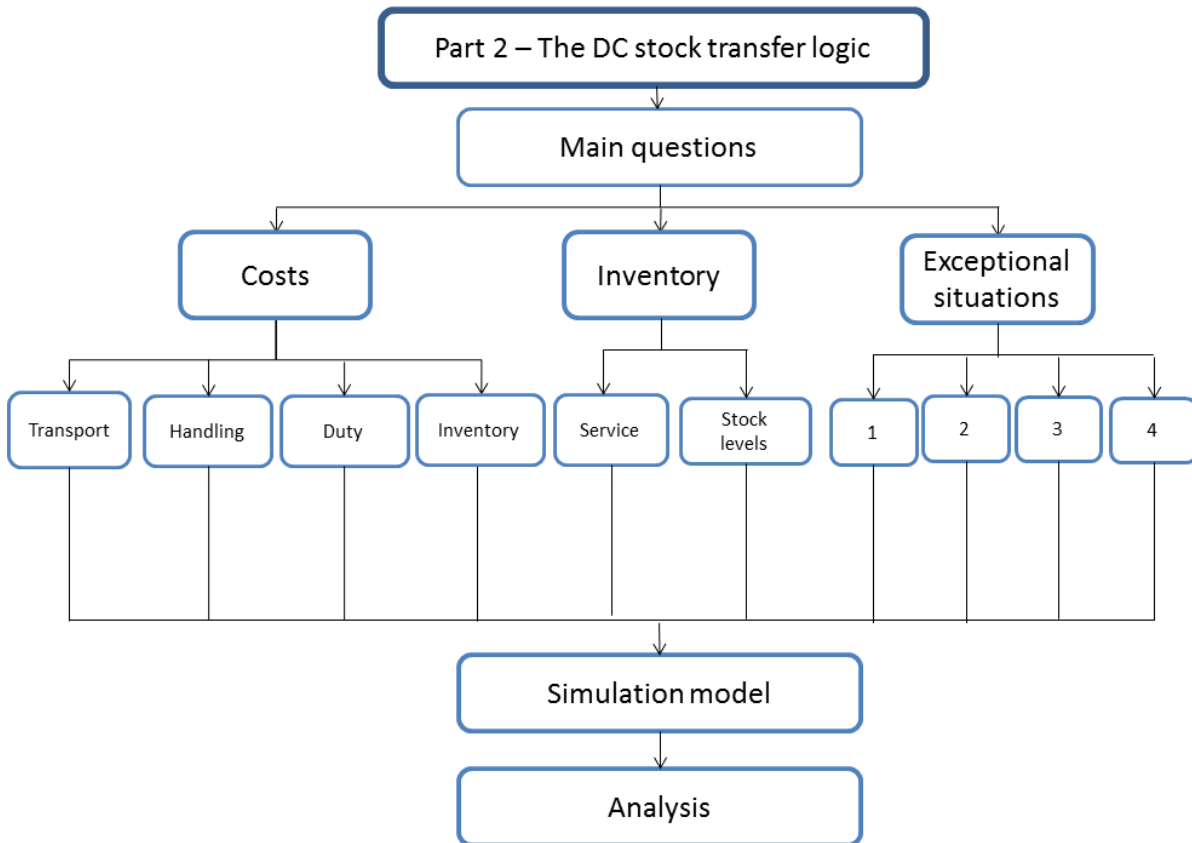 Part 2 – The DC stock transfer logic
Main questions
Costs
Inventory
Exceptional
situations
Transport
Handling
Duty
Inventory
Service
Stock
levels
1
2
3
4
Simulation model
Analysis